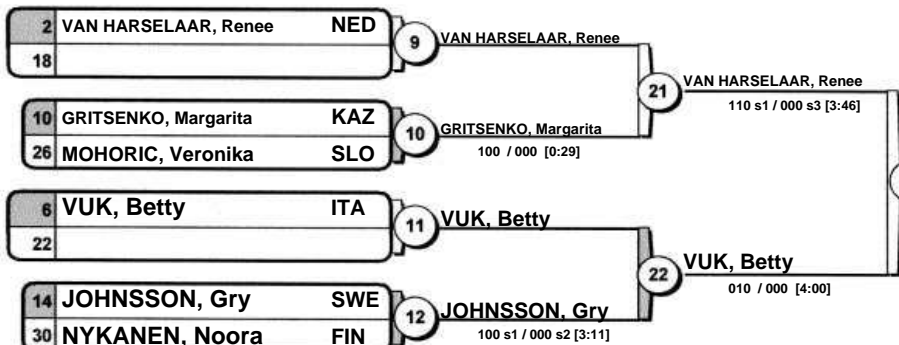 2 VAN HARSELAAR, Renee NED
18
9 VAN HARSELAAR, Renee
10 GRITSENKO, Margarita KAZ
26 MOHORIC, Veronika SLO
10 GRITSENKO, Margarita
100 / 000 [0:29]
21 VAN HARSELAAR, Renee
110 s1 / 000 s3 [3:46]
6 VUK, Betty ITA
22
11 VUK, Betty
14 JOHNSSON, Gry SWE
30 NYKANEN, Noora FIN
12 JOHNSSON, Gry
100 s1 / 000 s2 [3:11]
22 VUK, Betty
010 / 000 [4:00]